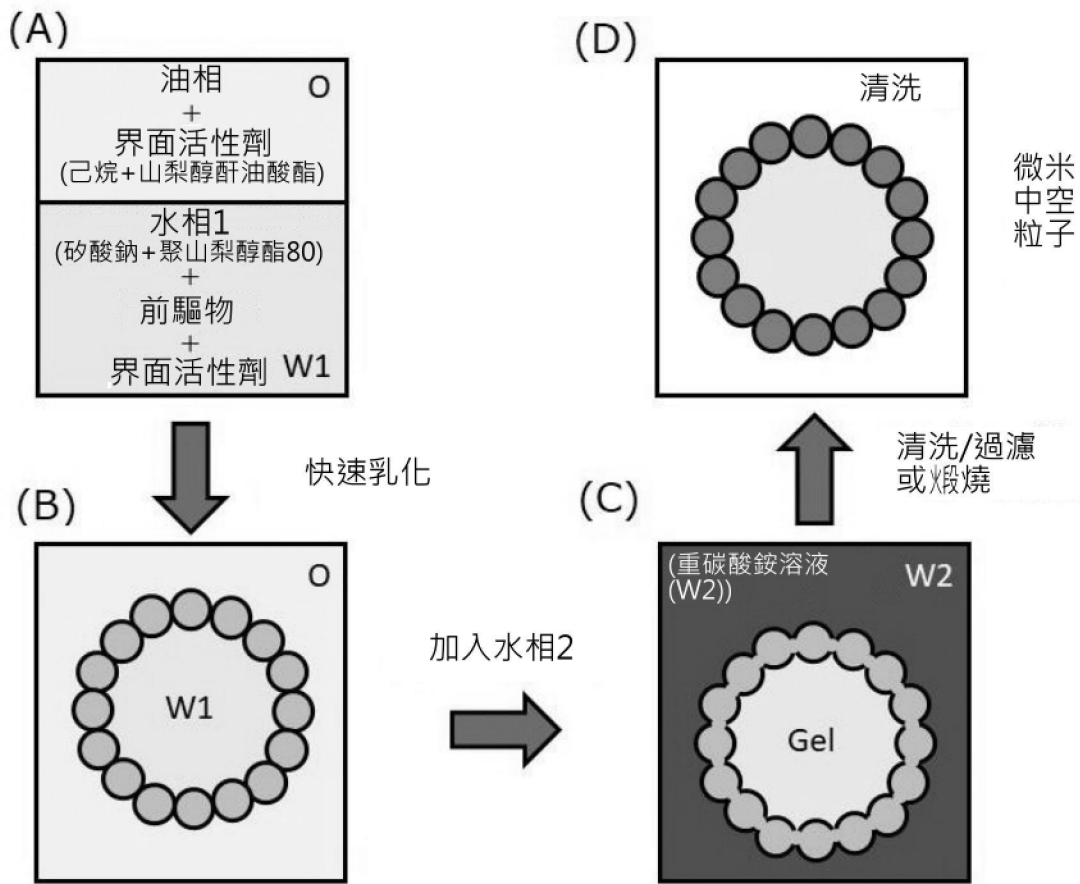 (A)
油相
O
+
界面活性劑
(己烷+山梨醇酐油酸酯)
水相1
(矽酸鈉+聚山梨醇酯80)
+
前驅物
+
界面活性劑
W1
快速乳化
(B)
O
W1
加入水相2
(C)
(重碳酸銨溶液
(W2))
W2
Gel
清洗/過濾
或煅燒
(D)
清洗
微米
中空
粒子